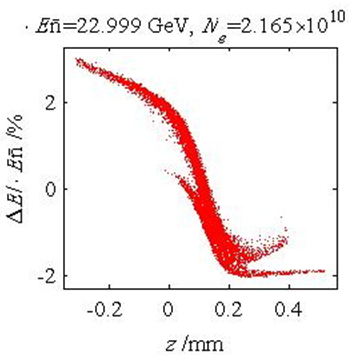 · Eñ=22.999 GeV, Ne=2.165×10^10
ΔE/· Eñ /%
2
0
-2
-0.2 0 0.2 0.4
z /mm